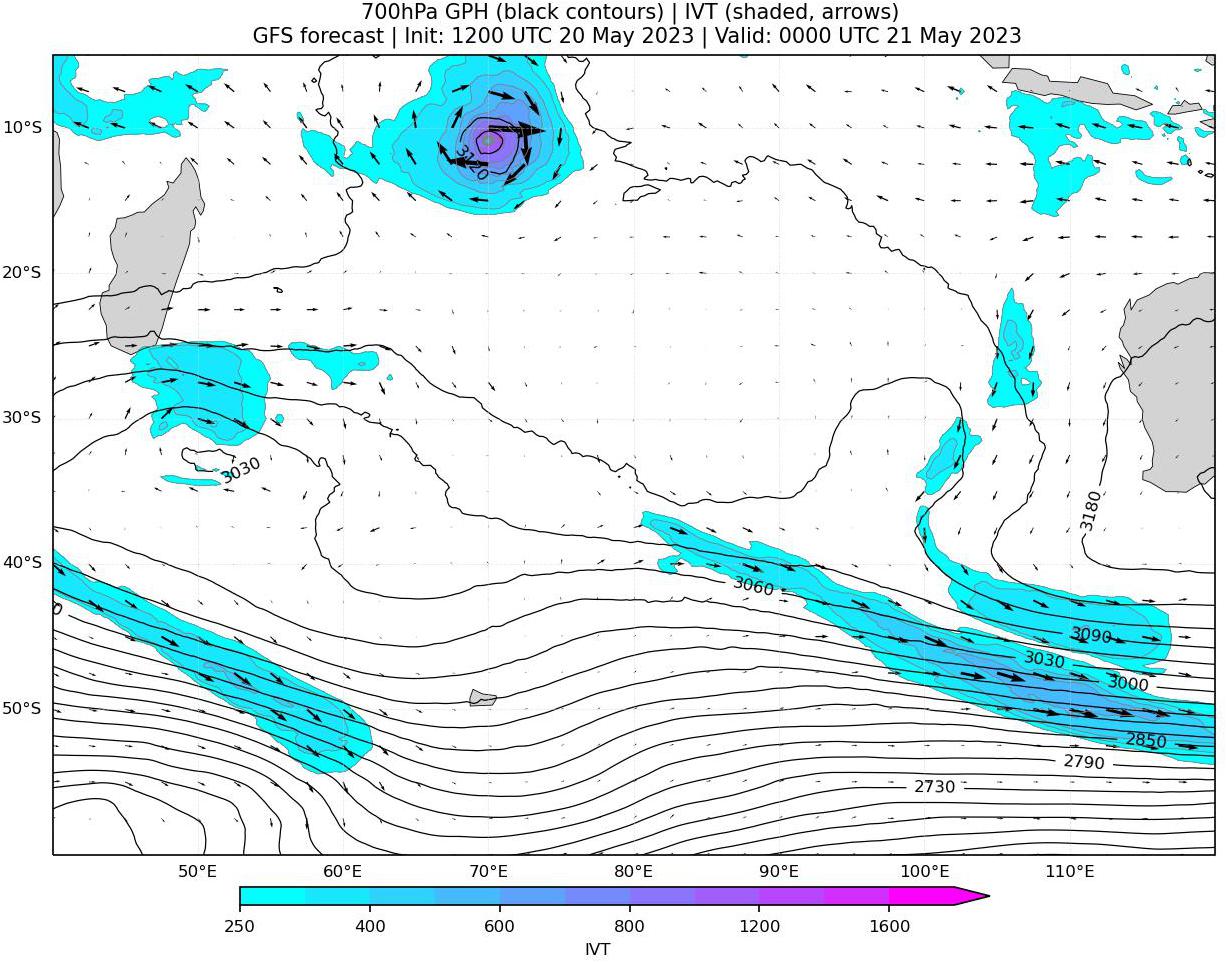 700hPa GPH (black contours) | IVT (shaded, arrows)
GFS forecast | Init: 1200 UTC 20 May 2023 | Valid: 0000 UTC 21 May 2023
10°S
3120
20°S
30°S
3030
3180
40°S
3060
3090
3030
3000
50°S
2850
2790
2730
50°E 60°E 70°E 80°E 90°E 100°E 110°E
250 400 600 800 1200 1600
IVT